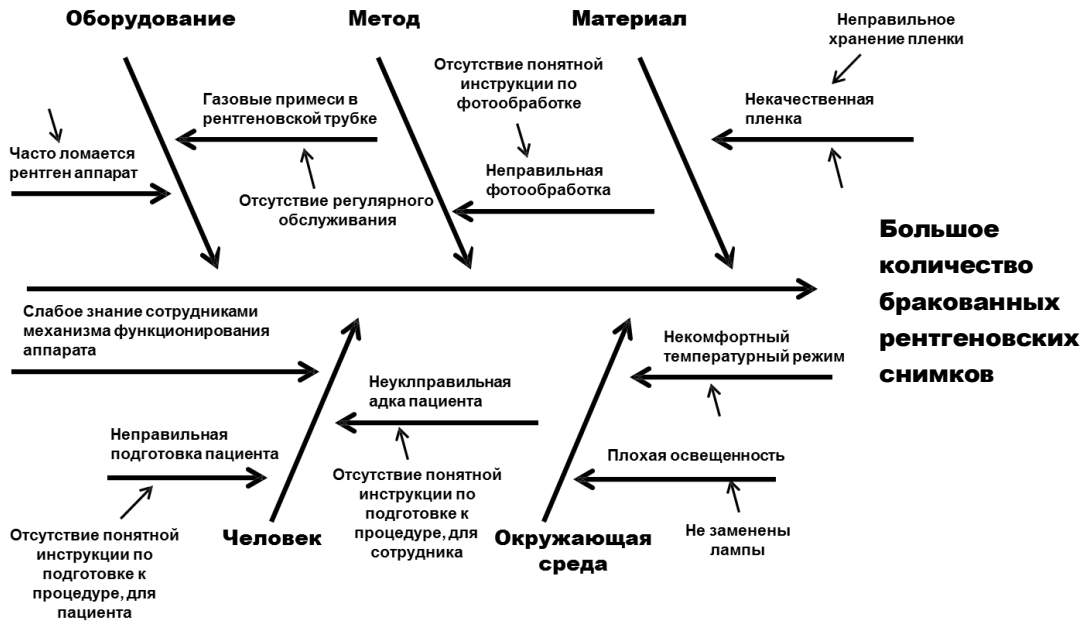 Оборудование
Метод
Материал
Неправильное
хранение пленки
Отсутствие понятной
инструкции по
фотообработке
Газовые примеси в
рентгеновской трубке
Некачественная
пленка
Часто ломается
рентген аппарат
Неправильная
фотообработка
Отсутствие регулярного
обслуживания
Большое
количество
бракованных
рентгеновских
снимков
Слабое знание сотрудниками
механизма функционирования
аппарата
Некомфортный
температурный режим
Неуклправильная
адка пациента
Неправильная
подготовка пациента
Плохая освещенность
Отсутствие понятной
инструкции по
подготовке к
процедуре, для
сотрудника
Отсутствие понятной
инструкции по
подготовке к
процедуре, для
пациента
Человек
Окружающая
среда
Не заменены
лампы